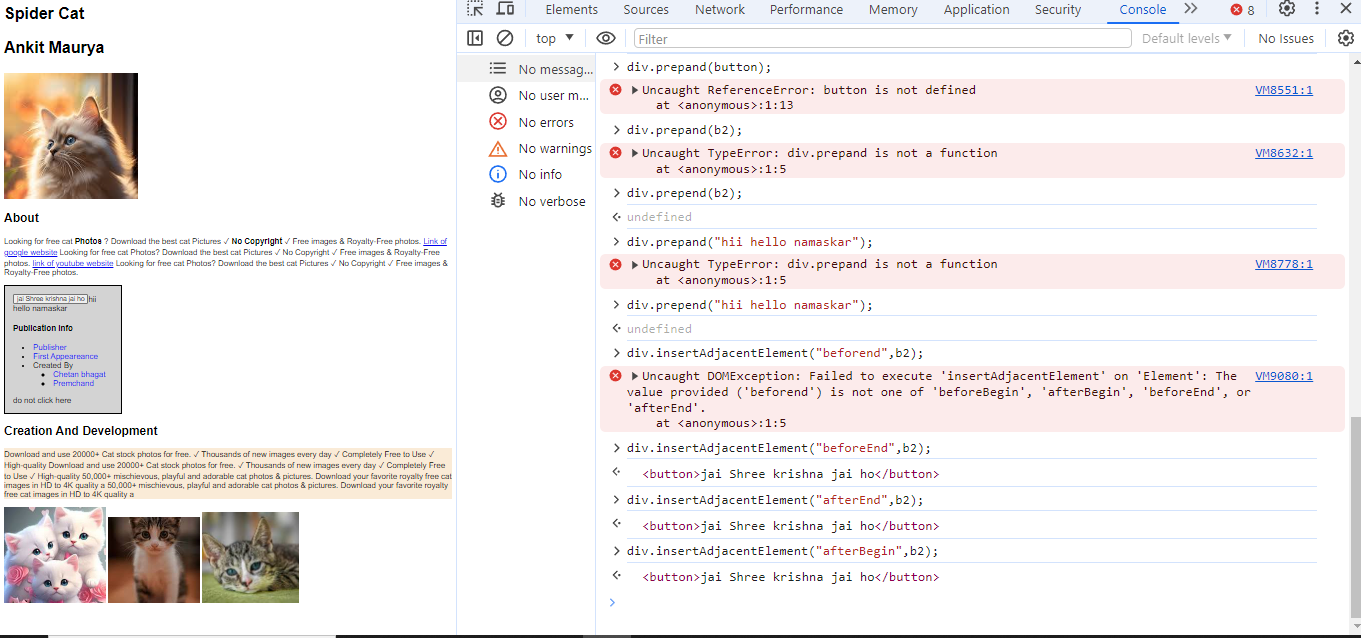 Spider Cat
Ankit Maurya
About
Looking for free cat Photos ? Download the best cat Pictures ✓ No Copyright ✓ Free images & Royalty-Free photos. Link of
google website Looking for free cat Photos? Download the best cat Pictures ✓ No Copyright ✓ Free images & Royalty-Free
photos. link of youtube website Looking for free cat Photos? Download the best cat Pictures ✓ No Copyright ✓ Free images &
Royalty-Free photos.
jai Shree krishna jai ho hii
hello namaskar
Publication Info
Publisher
First Appeareance
Created By
Chetan bhagat
Premchand
do not click here
Creation And Development
Download and use 20000+ Cat stock photos for free. ✓ Thousands of new images every day ✓ Completely Free to Use ✓
High-quality Download and use 20000+ Cat stock photos for free. ✓ Thousands of new images every day ✓ Completely Free
to Use ✓ High-quality 50,000+ mischievous, playful and adorable cat photos & pictures. Download your favorite royalty free cat
images in HD to 4K quality a 50,000+ mischievous, playful and adorable cat photos & pictures. Download your favorite royalty
free cat images in HD to 4K quality a
Elements Sources Network Performance Memory Application Security Console 8
top Filter Default levels No Issues
No messag...
No user m...
No errors
No warnings
No info
No verbose
div.prepand(button);
Uncaught ReferenceError: button is not defined VM8551:1
at <anonymous>:1:13
div.prepand(b2);
Uncaught TypeError: div.prepand is not a function VM8632:1
at <anonymous>:1:5
div.prepend(b2);
undefined
div.prepand("hii hello namaskar");
Uncaught TypeError: div.prepand is not a function VM8778:1
at <anonymous>:1:5
div.prepend("hii hello namaskar");
undefined
div.insertAdjacentElement("beforend",b2);
Uncaught DOMException: Failed to execute 'insertAdjacentElement' on 'Element': The VM9080:1
value provided ('beforend') is not one of 'beforeBegin', 'afterBegin', 'beforeEnd', or
'afterEnd'.
at <anonymous>:1:5
div.insertAdjacentElement("beforeEnd",b2);
<button>jai Shree krishna jai ho</button>
div.insertAdjacentElement("afterEnd",b2);
<button>jai Shree krishna jai ho</button>
div.insertAdjacentElement("afterBegin",b2);
<button>jai Shree krishna jai ho</button>